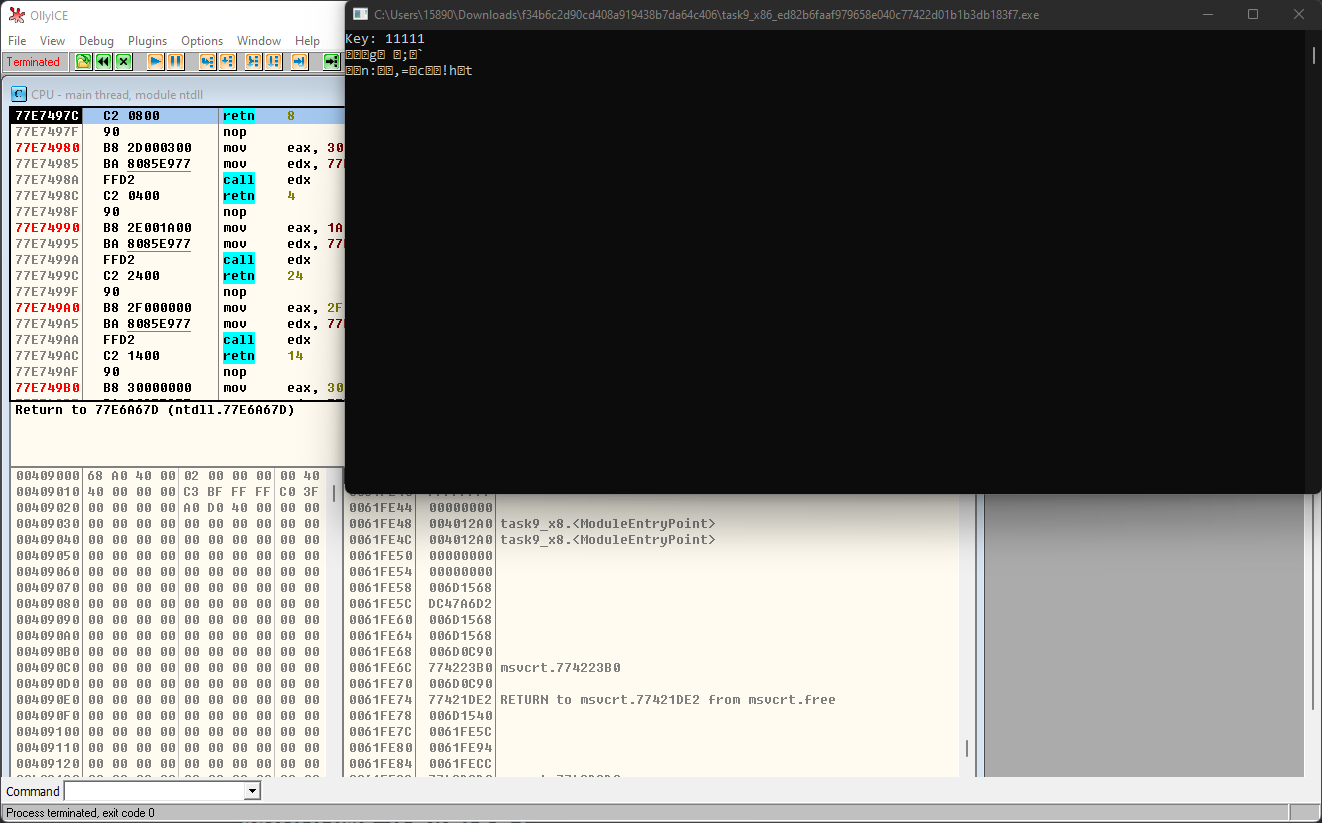 OllyICE
C:\Users\15890\Downloads\f34b6c2d90cd408a919438b7da64c406\task9_x86_ed82b6faaf979658e040c77422d01b1b3db183f7.exe
File View Debug Plugins Options Window Help
Terminated
Key: 11111
CPU - main thread, module ntdll
77E7497C C2 0800 retn 8
77E7497F 90 nop
77E74980 B8 2D000300 mov eax, 30
77E74985 BA 8085E977 mov edx, 77
77E7498A FFD2 call edx
77E7498C C2 0400 retn 4
77E7498F 90 nop
77E74990 B8 2E001A00 mov eax, 1A
77E74995 BA 8085E977 mov edx, 77
77E7499A FFD2 call edx
77E7499C C2 2400 retn 24
77E7499F 90 nop
77E749A0 B8 2F000000 mov eax, 2F
77E749A5 BA 8085E977 mov edx, 77
77E749AA FFD2 call edx
77E749AC C2 1400 retn 14
77E749AF 90 nop
77E749B0 B8 30000000 mov eax, 30
Return to 77E6A67D (ntdll.77E6A67D)
00409000 68 A0 40 00 02 00 00 00 00 40
00409010 40 00 00 00 C3 BF FF FF C0 3F
00409020 00 00 00 00 A0 D0 40 00 00 00
00409030 00 00 00 00 00 00 00 00 00 00
00409040 00 00 00 00 00 00 00 00 00 00
00409050 00 00 00 00 00 00 00 00 00 00
00409060 00 00 00 00 00 00 00 00 00 00
00409070 00 00 00 00 00 00 00 00 00 00
00409080 00 00 00 00 00 00 00 00 00 00
00409090 00 00 00 00 00 00 00 00 00 00
004090A0 00 00 00 00 00 00 00 00 00 00
004090B0 00 00 00 00 00 00 00 00 00 00
004090C0 00 00 00 00 00 00 00 00 00 00
004090D0 00 00 00 00 00 00 00 00 00 00
004090E0 00 00 00 00 00 00 00 00 00 00
004090F0 00 00 00 00 00 00 00 00 00 00
00409100 00 00 00 00 00 00 00 00 00 00
00409110 00 00 00 00 00 00 00 00 00 00
00409120 00 00 00 00 00 00 00 00 00 00
0061FE44 00000000
0061FE48 004012A0 task9_x8.<ModuleEntryPoint>
0061FE4C 004012A0 task9_x8.<ModuleEntryPoint>
0061FE50 00000000
0061FE54 00000000
0061FE58 006D1568
0061FE5C DC47A6D2
0061FE60 006D1568
0061FE64 006D1568
0061FE68 006D0C90
0061FE6C 774223B0 msvcrt.774223B0
0061FE70 006D0C90
0061FE74 77421DE2 RETURN to msvcrt.77421DE2 from msvcrt.free
0061FE78 006D1540
0061FE7C 0061FE5C
0061FE80 0061FE94
0061FE84 0061FECC
Command
Process terminated, exit code 0